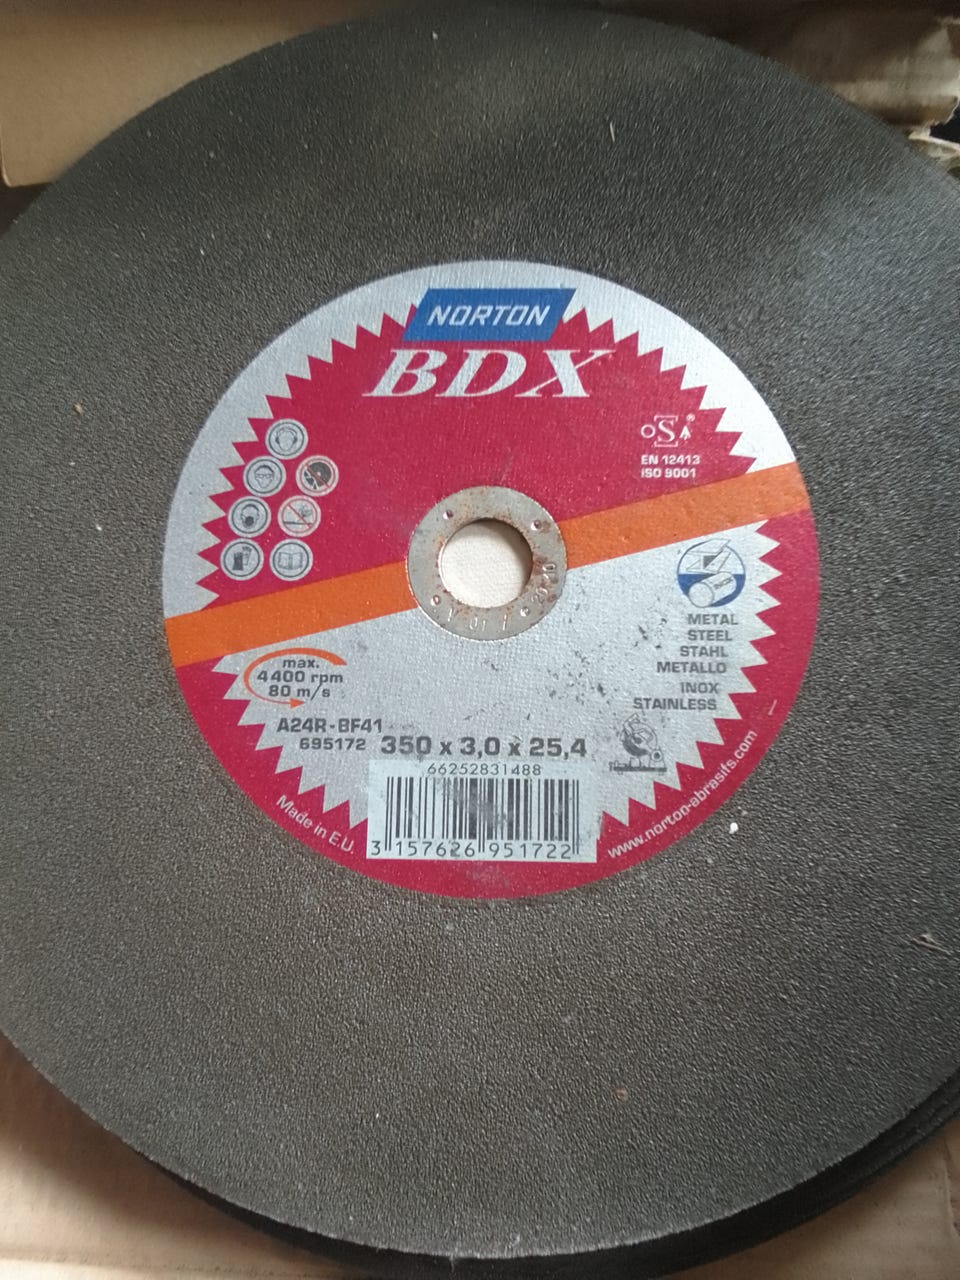 NORTON
BDX
OSA®
EN 12413
ISO 9001
max.
4400 rpm
80 m/s
METAL
STEEL
STAHL
METALLO
INOX
STAINLESS
A24R-BF41
695172
350 x 3,0 x 25,4
66252831488
3 157626 951722
Made in E.U.
www.norton-abrasifs.com